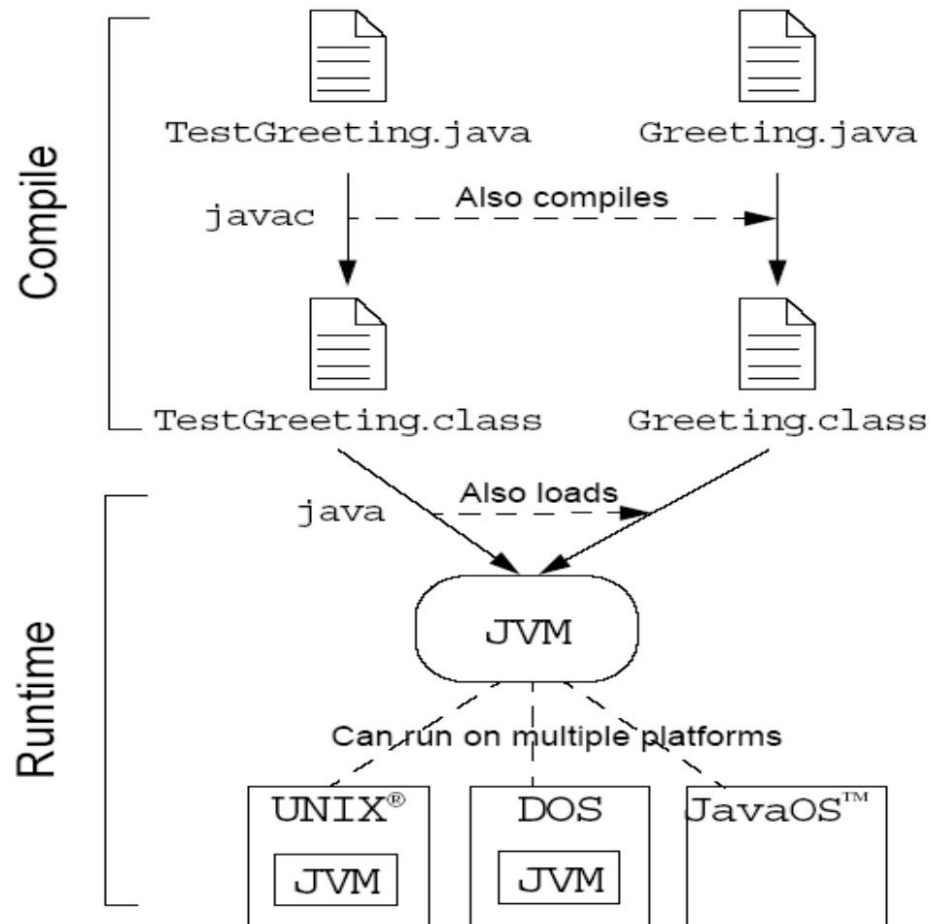 Compile
TestGreeting.java
Greeting.java
javac
Also compiles
TestGreeting.class
Greeting.class
Runtime
java
Also loads
JVM
Can run on multiple platforms
UNIX®
DOS
JavaOS™
JVM
JVM